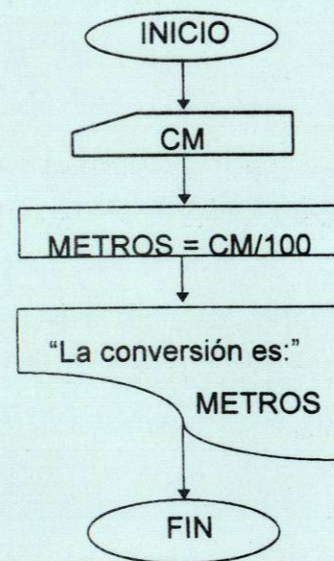 INICIO
CM
METROS = CM/100
“La conversión es:”
METROS
FIN